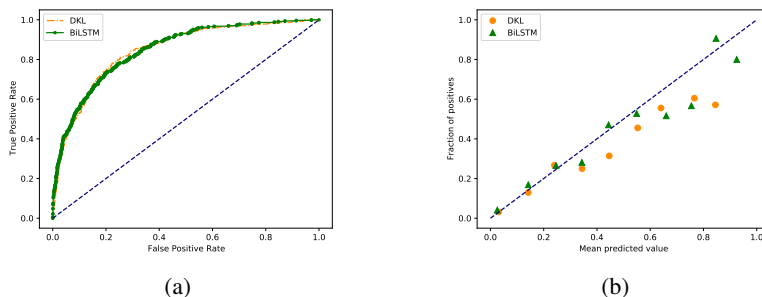 DKL
BiLSTM
1.0
0.8
0.6
0.4
0.2
0.0
True Positive Rate
0.0 0.2 0.4 0.6 0.8 1.0
False Positive Rate
(a)
DKL
BiLSTM
1.0
0.8
0.6
0.4
0.2
0.0
Fraction of positives
0.0 0.2 0.4 0.6 0.8 1.0
Mean predicted value
(b)